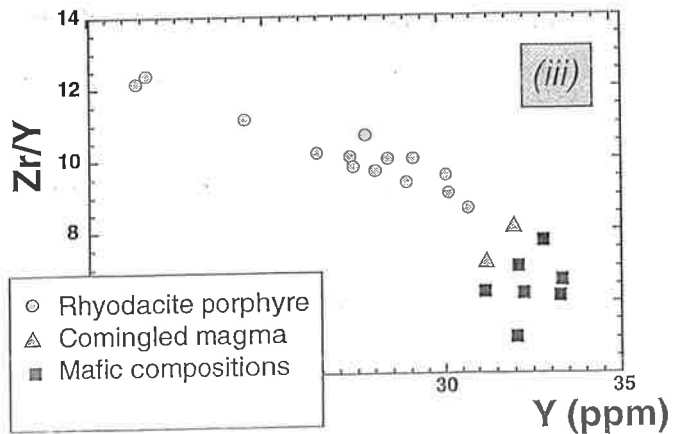 14
(iii)
12
Zr/Y
10
8
Rhyodacite porphyre
Comingled magma
Mafic compositions
30
35
Y (ppm)